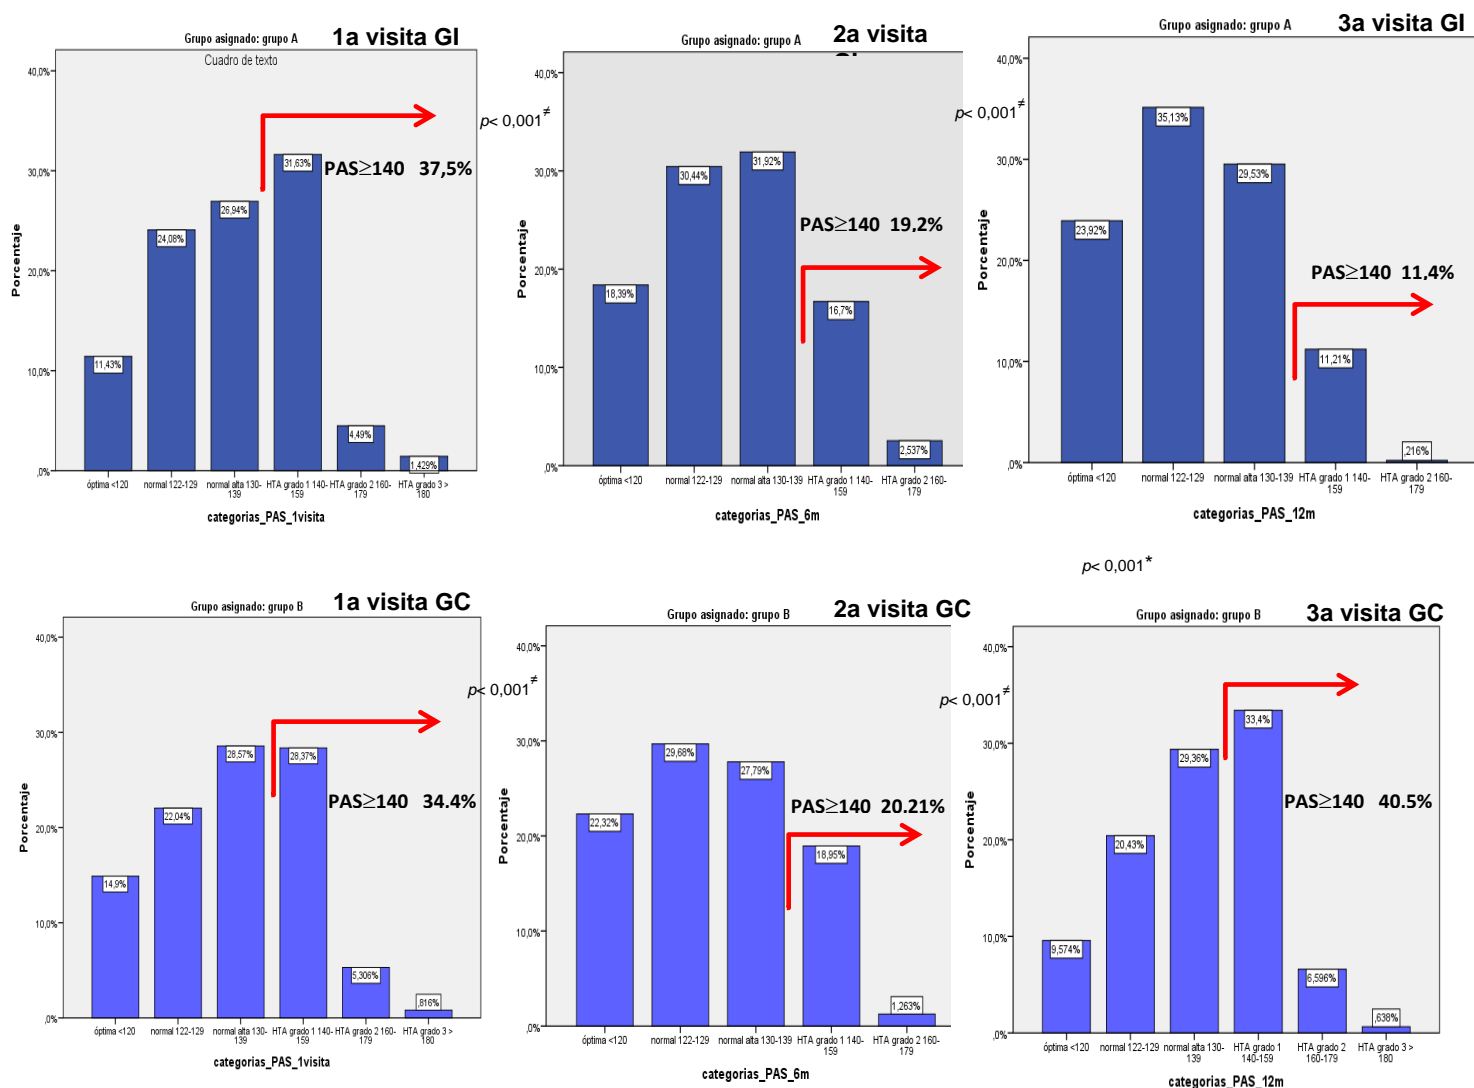 Grupo asignado: grupo A
1a visita GI
Cuadro de texto
40,0%
30,0%
20,0%
10,0%
,0%
Porcentaje
11,43%
24,08%
26,94%
31,63%
4,49%
1,429%
PAS≥140 37,5%
óptima <120
normal 122-129
normal alta 130-139
HTA grado 1 140-159
HTA grado 2 160-179
HTA grado 3 > 180
categorias_PAS_1visita
p< 0,001≠
Grupo asignado: grupo A
2a visita
40,0%
30,0%
20,0%
10,0%
,0%
Porcentaje
18,39%
30,44%
31,92%
16,7%
2,537%
PAS≥140 19,2%
óptima <120
normal 122-129
normal alta 130-139
HTA grado 1 140-159
HTA grado 2 160-179
categorias_PAS_6m
p< 0,001≠
Grupo asignado: grupo A
3a visita GI
40,0%
30,0%
20,0%
10,0%
,0%
Porcentaje
23,92%
35,13%
29,53%
11,21%
,216%
PAS≥140 11,4%
óptima <120
normal 122-129
normal alta 130-139
HTA grado 1 140-159
HTA grado 2 160-179
categorias_PAS_12m
p< 0,001*
Grupo asignado: grupo B
1a visita GC
40,0%
30,0%
20,0%
10,0%
,0%
Porcentaje
14,9%
22,04%
28,57%
28,37%
5,306%
,816%
PAS≥140 34.4%
óptima <120
normal 122-129
normal alta 130-139
HTA grado 1 140-159
HTA grado 2 160-179
HTA grado 3 > 180
categorias_PAS_1visita
p< 0,001≠
Grupo asignado: grupo B
2a visita GC
40,0%
30,0%
20,0%
10,0%
,0%
Porcentaje
22,32%
29,68%
27,79%
18,95%
1,263%
PAS≥140 20.21%
óptima <120
normal 122-129
normal alta 130-139
HTA grado 1 140-159
HTA grado 2 160-179
categorias_PAS_6m
p< 0,001≠
Grupo asignado: grupo B
3a visita GC
40,0%
30,0%
20,0%
10,0%
,0%
Porcentaje
9,574%
20,43%
29,36%
33,4%
6,596%
,638%
PAS≥140 40.5%
óptima <120
normal 122-129
normal alta 130-139
HTA grado 1 140-159
HTA grado 2 160-179
HTA grado 3 > 180
categorias_PAS_12m